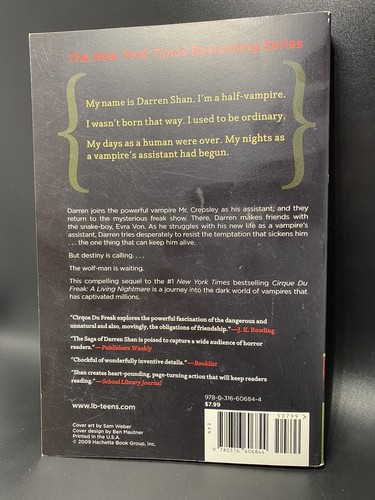 The New York Times Bestselling Series
My name is Darren Shan. I'm a half-vampire.
I wasn't born that way. I used to be ordinary.
My days as a human were over. My nights as
a vampire's assistant had begun.
Darren joins the powerful vampire Mr. Crepsley as his assistant, and they
return to the mysterious freak show. There, Darren makes friends with
the snake-boy, Evra Von. As he struggles with his new life as a vampire's
assistant, Darren tries desperately to resist the temptation that sickens him
. . . the one thing that can keep him alive.
But destiny is calling. . . .
The wolf-man is waiting.
This compelling sequel to the #1 New York Times bestselling Cirque Du
Freak: A Living Nightmare is a journey into the dark world of vampires that
has captivated millions.
"Cirque Du Freak explores the powerful fascination of the dangerous and
unnatural and also, movingly, the obligations of friendship."—J. K. Rowling
"The Saga of Darren Shan is poised to capture a wide audience of horror
readers."—Publishers Weekly
"Chockful of wonderfully inventive details."—Booklist
"Shan creates heart-pounding, page-turning action that will keep readers
reading."—School Library Journal
www.lb-teens.com
Cover art by Sam Weber
Cover design by Ben Mautner
Printed in the U.S.A.
© 2009 Hachette Book Group, Inc.
978-0-316-60684-4
$7.99
50799
9 780316 606844